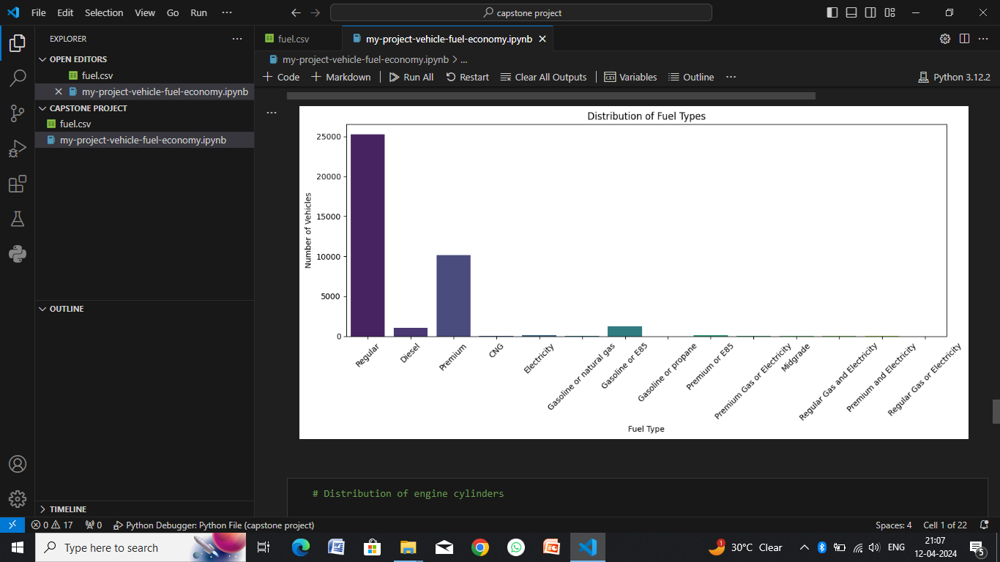 File Edit Selection View Go Run ···
capstone project
EXPLORER ···
OPEN EDITORS
fuel.csv
my-project-vehicle-fuel-economy.ipynb
CAPSTONE PROJECT
fuel.csv
my-project-vehicle-fuel-economy.ipynb
OUTLINE
TIMELINE
fuel.csv
my-project-vehicle-fuel-economy.ipynb
my-project-vehicle-fuel-economy.ipynb > ...
+ Code + Markdown | Run All Restart Clear All Outputs | Variables Outline ···
Python 3.12.2
Distribution of Fuel Types
Number of Vehicles
25000
20000
15000
10000
5000
0
Regular
Diesel
Premium
CNG
Electricity
Gasoline or natural gas
Gasoline or E85
Gasoline or propane
Premium or E85
Premium Gas or Electricity
Midgrade
Regular Gas and Electricity
Premium and Electricity
Regular Gas or Electricity
Fuel Type
# Distribution of engine cylinders
0 17 0 Python Debugger: Python File (capstone project)
Spaces: 4 Cell 1 of 22
Type here to search
1 30°C Clear ENG
21:07
12-04-2024
5